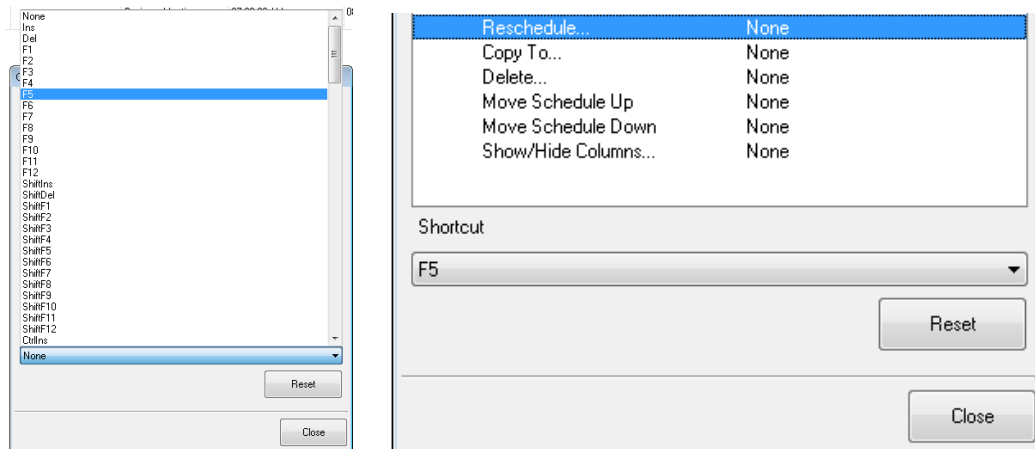 None
Ins
Del
F1
F2
F3
F4
F5
F6
F7
F8
F9
F10
F11
F12
ShiftIns
ShiftDel
ShiftF1
ShiftF2
ShiftF3
ShiftF4
ShiftF5
ShiftF6
ShiftF7
ShiftF8
ShiftF9
ShiftF10
ShiftF11
ShiftF12
CtrlIns
None
Reset
Close
Reschedule... None
Copy To... None
Delete... None
Move Schedule Up None
Move Schedule Down None
Show/Hide Columns... None
Shortcut
F5
Reset
Close